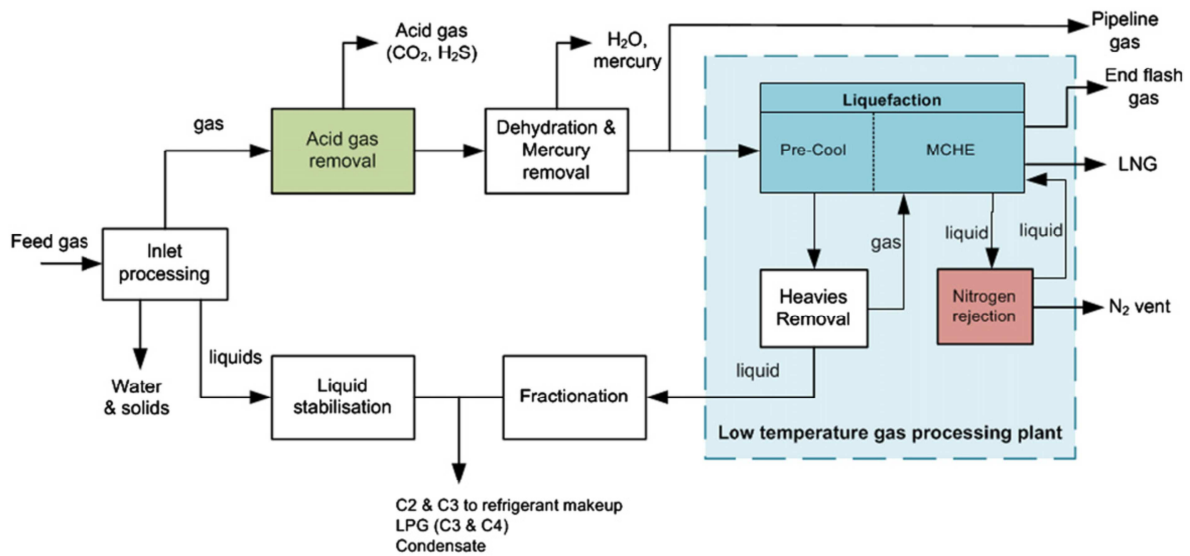 Acid gas
(CO₂, H₂S)
H₂O,
mercury
Pipeline
gas
End flash
gas
Liquefaction
gas
Acid gas
removal
Dehydration &
Mercury
removal
Pre-Cool
MCHE
LNG
Feed gas
Inlet
processing
gas
liquid
liquid
Heavies
Removal
Nitrogen
rejection
N₂ vent
liquids
Water
& solids
Liquid
stabilisation
Fractionation
liquid
Low temperature gas processing plant
C2 & C3 to refrigerant makeup
LPG (C3 & C4)
Condensate